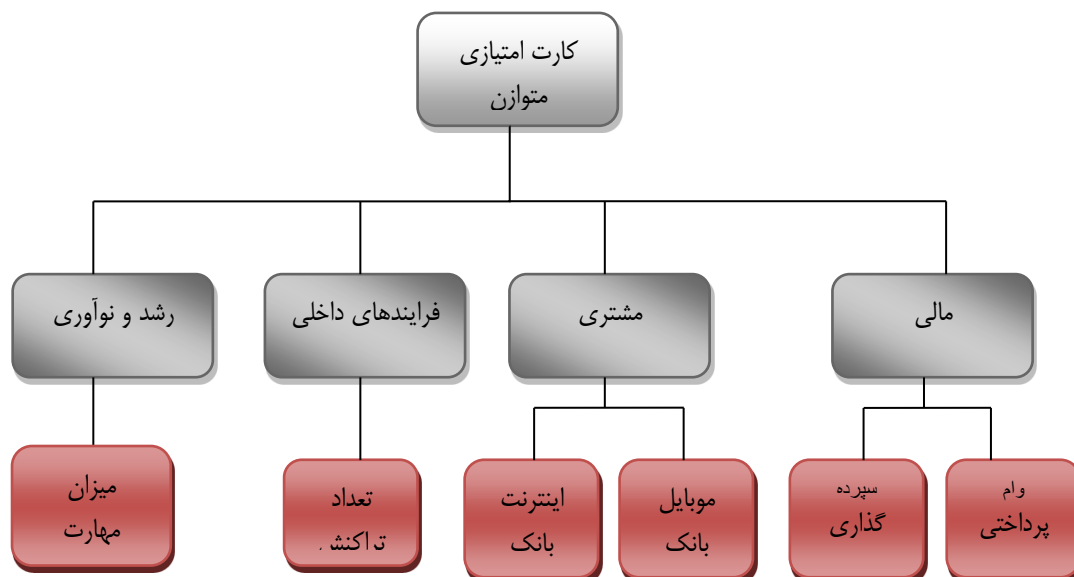 کارت امتیازی
متوازن
مالی
مشتری
فرایندهای داخلی
رشد و نوآوری
وام
پرداختی
سپرده
گذاری
موبایل
بانک
اینترنت
بانک
تعداد
تراکنش
میزان
مهارت